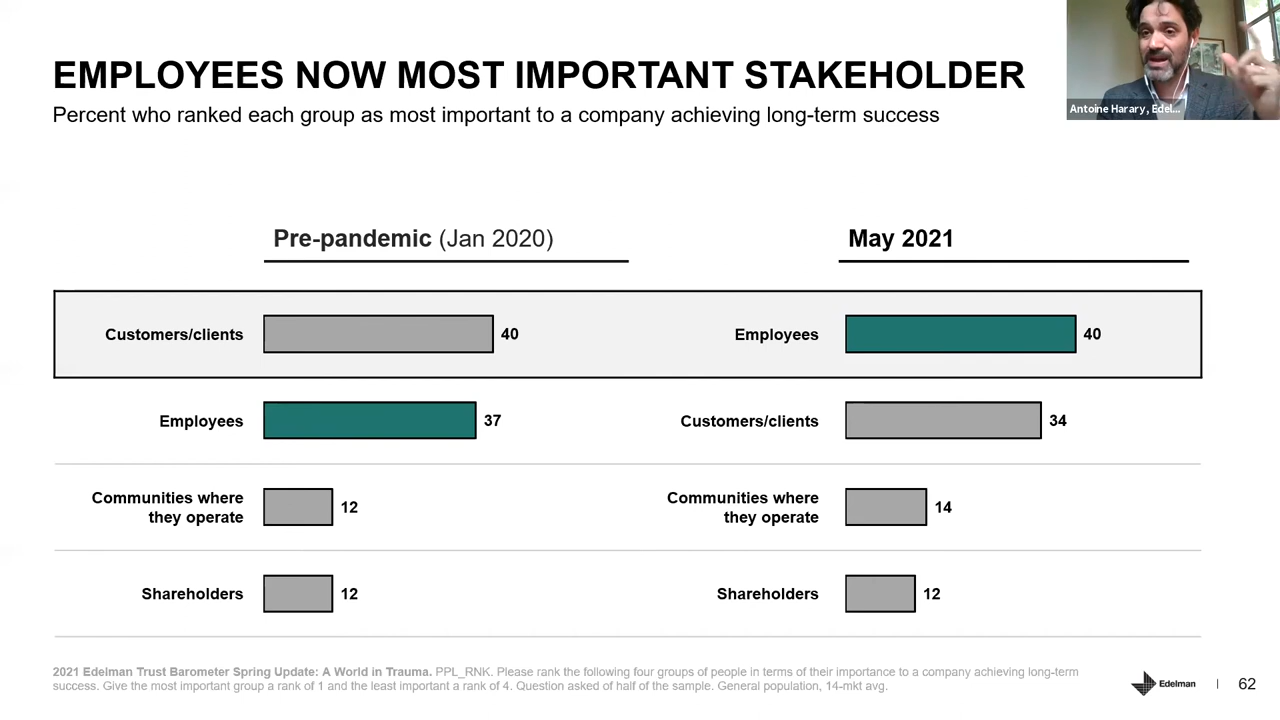 EMPLOYEES NOW MOST IMPORTANT STAKEHOLDER
Percent who ranked each group as most important to a company achieving long-term success
Antoine Harary, Edel...
Pre-pandemic (Jan 2020)
May 2021
Customers/clients 40
Employees 40
Employees 37
Customers/clients 34
Communities where
they operate
12
Communities where
they operate
14
Shareholders 12
Shareholders 12
2021 Edelman Trust Barometer Spring Update: A World in Trauma. PPL_RNK. Please rank the following four groups of people in terms of their importance to a company achieving long-term
success. Give the most important group a rank of 1 and the least important a rank of 4. Question asked of half of the sample. General population, 14-mkt avg.
Edelman | 62